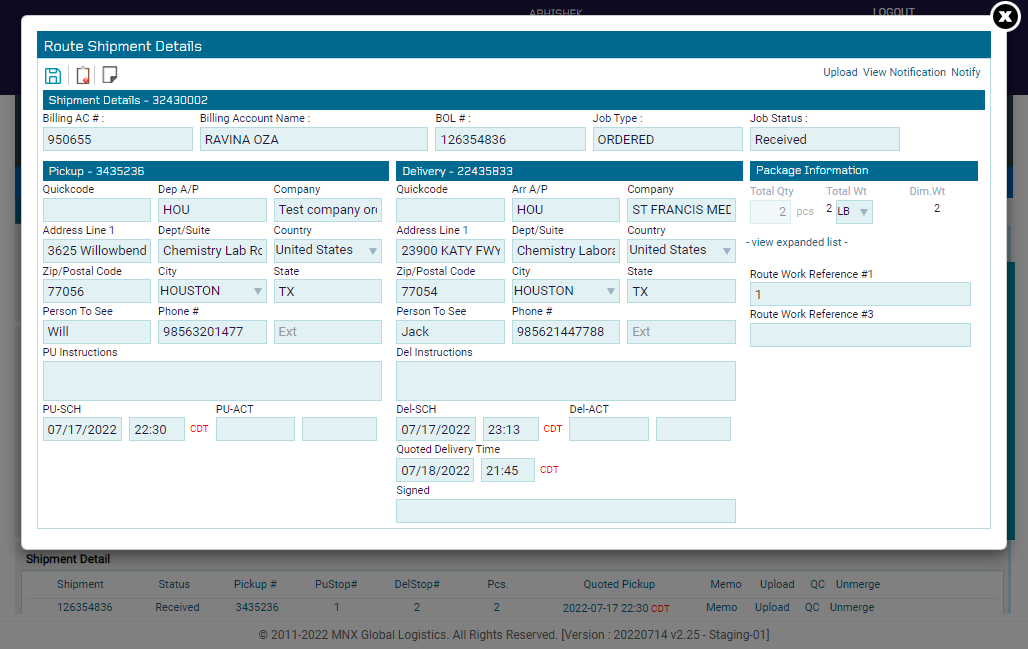 ABHISHEK LOGOUT
Route Shipment Details
Upload View Notification Notify
Shipment Details - 32430002
Billing AC # : Billing Account Name : BOL # : Job Type : Job Status :
950655 RAVINA OZA 126354836 ORDERED Received
Pickup - 3435236 Delivery - 22435833 Package Information
Quickcode Dep A/P Company Quickcode Arr A/P Company Total Qty Total Wt Dim.Wt
HOU Test company or HOU ST FRANCIS MED 2 pcs 2 LB 2
Address Line 1 Dept/Suite Country Address Line 1 Dept/Suite Country
3625 Willowbend Chemistry Lab Ro United States 23900 KATY FWY Chemistry Labora United States - view expanded list -
Zip/Postal Code City State Zip/Postal Code City State Route Work Reference #1
77056 HOUSTON TX 77054 HOUSTON TX 1
Person To See Phone # Person To See Phone # Route Work Reference #3
Will 98563201477 Ext Jack 985621447788 Ext
PU Instructions Del Instructions
PU-SCH PU-ACT Del-SCH Del-ACT
07/17/2022 22:30 CDT 07/17/2022 23:13 CDT
Quoted Delivery Time
07/18/2022 21:45 CDT
Signed
Shipment Detail
Shipment Status Pickup # PuStop# DelStop# Pcs. Quoted Pickup Memo Upload QC Unmerge
126354836 Received 3435236 1 2 2 2022-07-17 22:30 CDT Memo Upload QC Unmerge
© 2011-2022 MNX Global Logistics. All Rights Reserved. [Version : 20220714 v2.25 - Staging-01]